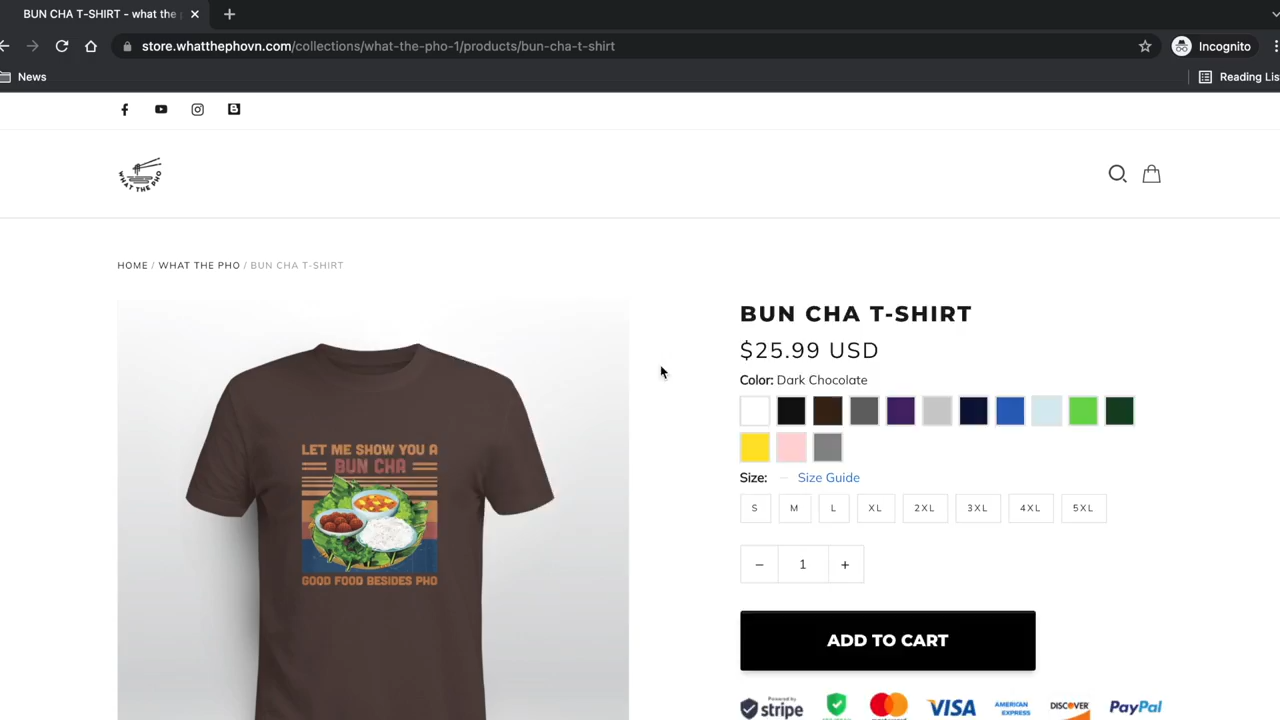 BUN CHA T-SHIRT - what the
store.whatthephovn.com/collections/what-the-pho-1/products/bun-cha-t-shirt
Incognito
News
Reading Lis
WHAT THE PHO
HOME / WHAT THE PHO / BUN CHA T-SHIRT
BUN CHA T-SHIRT
$25.99 USD
Color: Dark Chocolate
Size: — Size Guide
S M L XL 2XL 3XL 4XL 5XL
− 1 +
ADD TO CART
LET ME SHOW YOU A
BUN CHA
GOOD FOOD BESIDES PHO
Powered by
stripe
VISA
AMERICAN
EXPRESS
DISCOVER
PayPal